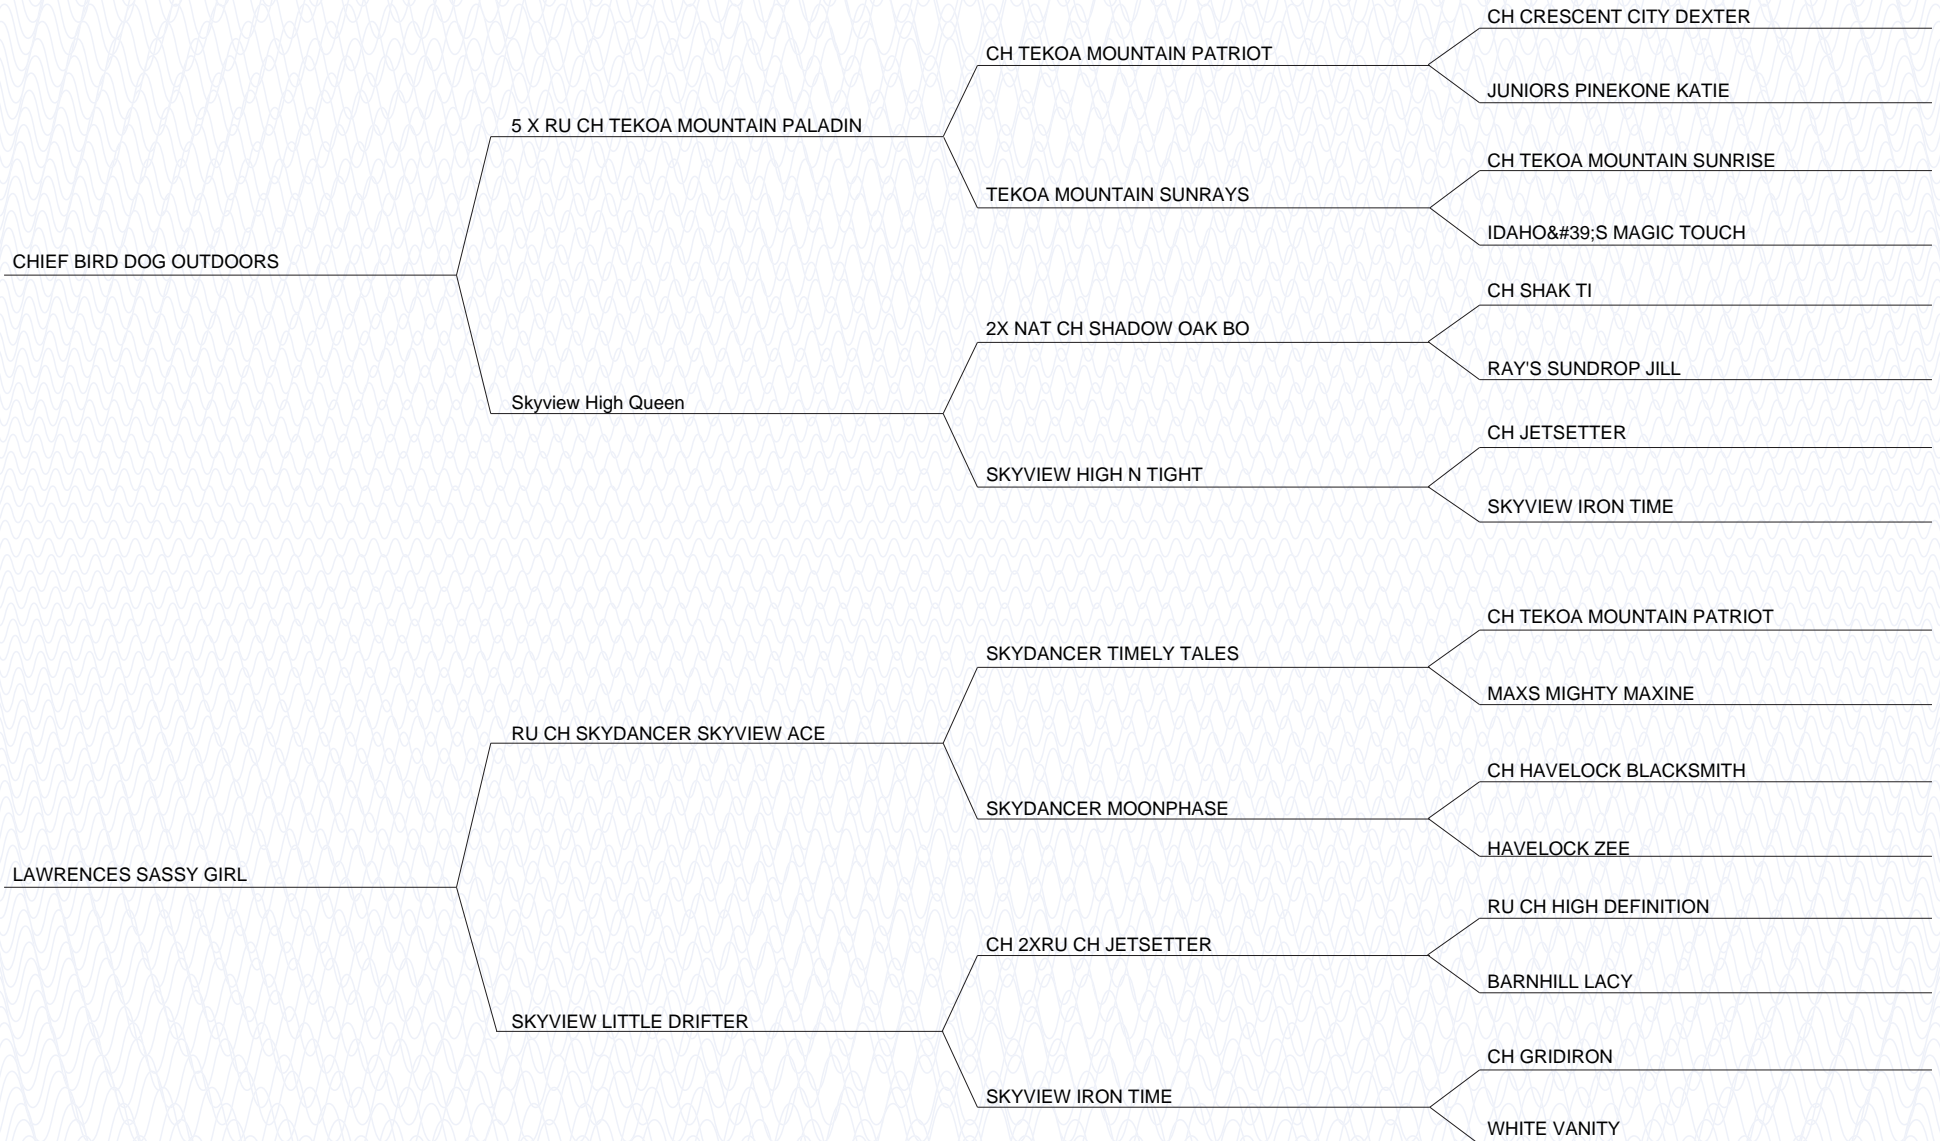 CH CRESCENT CITY DEXTER
CH TEKOA MOUNTAIN PATRIOT
JUNIORS PINEKONE KATIE
5 X RU CH TEKOA MOUNTAIN PALADIN
CH TEKOA MOUNTAIN SUNRISE
TEKOA MOUNTAIN SUNRAYS
IDAHO&#39;S MAGIC TOUCH
CHIEF BIRD DOG OUTDOORS
CH SHAK TI
2X NAT CH SHADOW OAK BO
RAY'S SUNDROP JILL
Skyview High Queen
CH JETSETTER
SKYVIEW HIGH N TIGHT
SKYVIEW IRON TIME
CH TEKOA MOUNTAIN PATRIOT
SKYDANCER TIMELY TALES
MAXS MIGHTY MAXINE
RU CH SKYDANCER SKYVIEW ACE
CH HAVELOCK BLACKSMITH
SKYDANCER MOONPHASE
HAVELOCK ZEE
LAWRENCES SASSY GIRL
RU CH HIGH DEFINITION
CH 2XRU CH JETSETTER
BARNHILL LACY
SKYVIEW LITTLE DRIFTER
CH GRIDIRON
SKYVIEW IRON TIME
WHITE VANITY